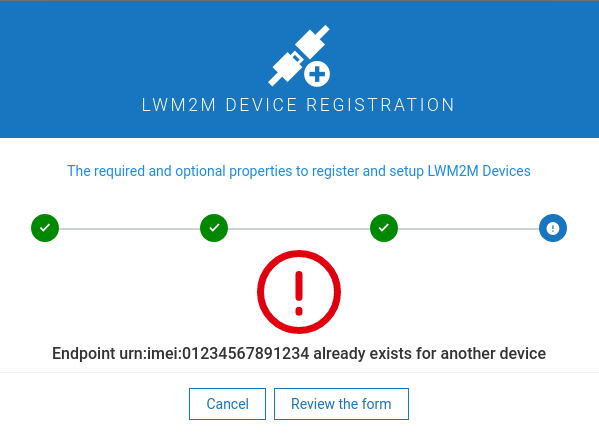 LWM2M DEVICE REGISTRATION
The required and optional properties to register and setup LWM2M Devices
Endpoint urn:imei:01234567891234 already exists for another device
Cancel
Review the form